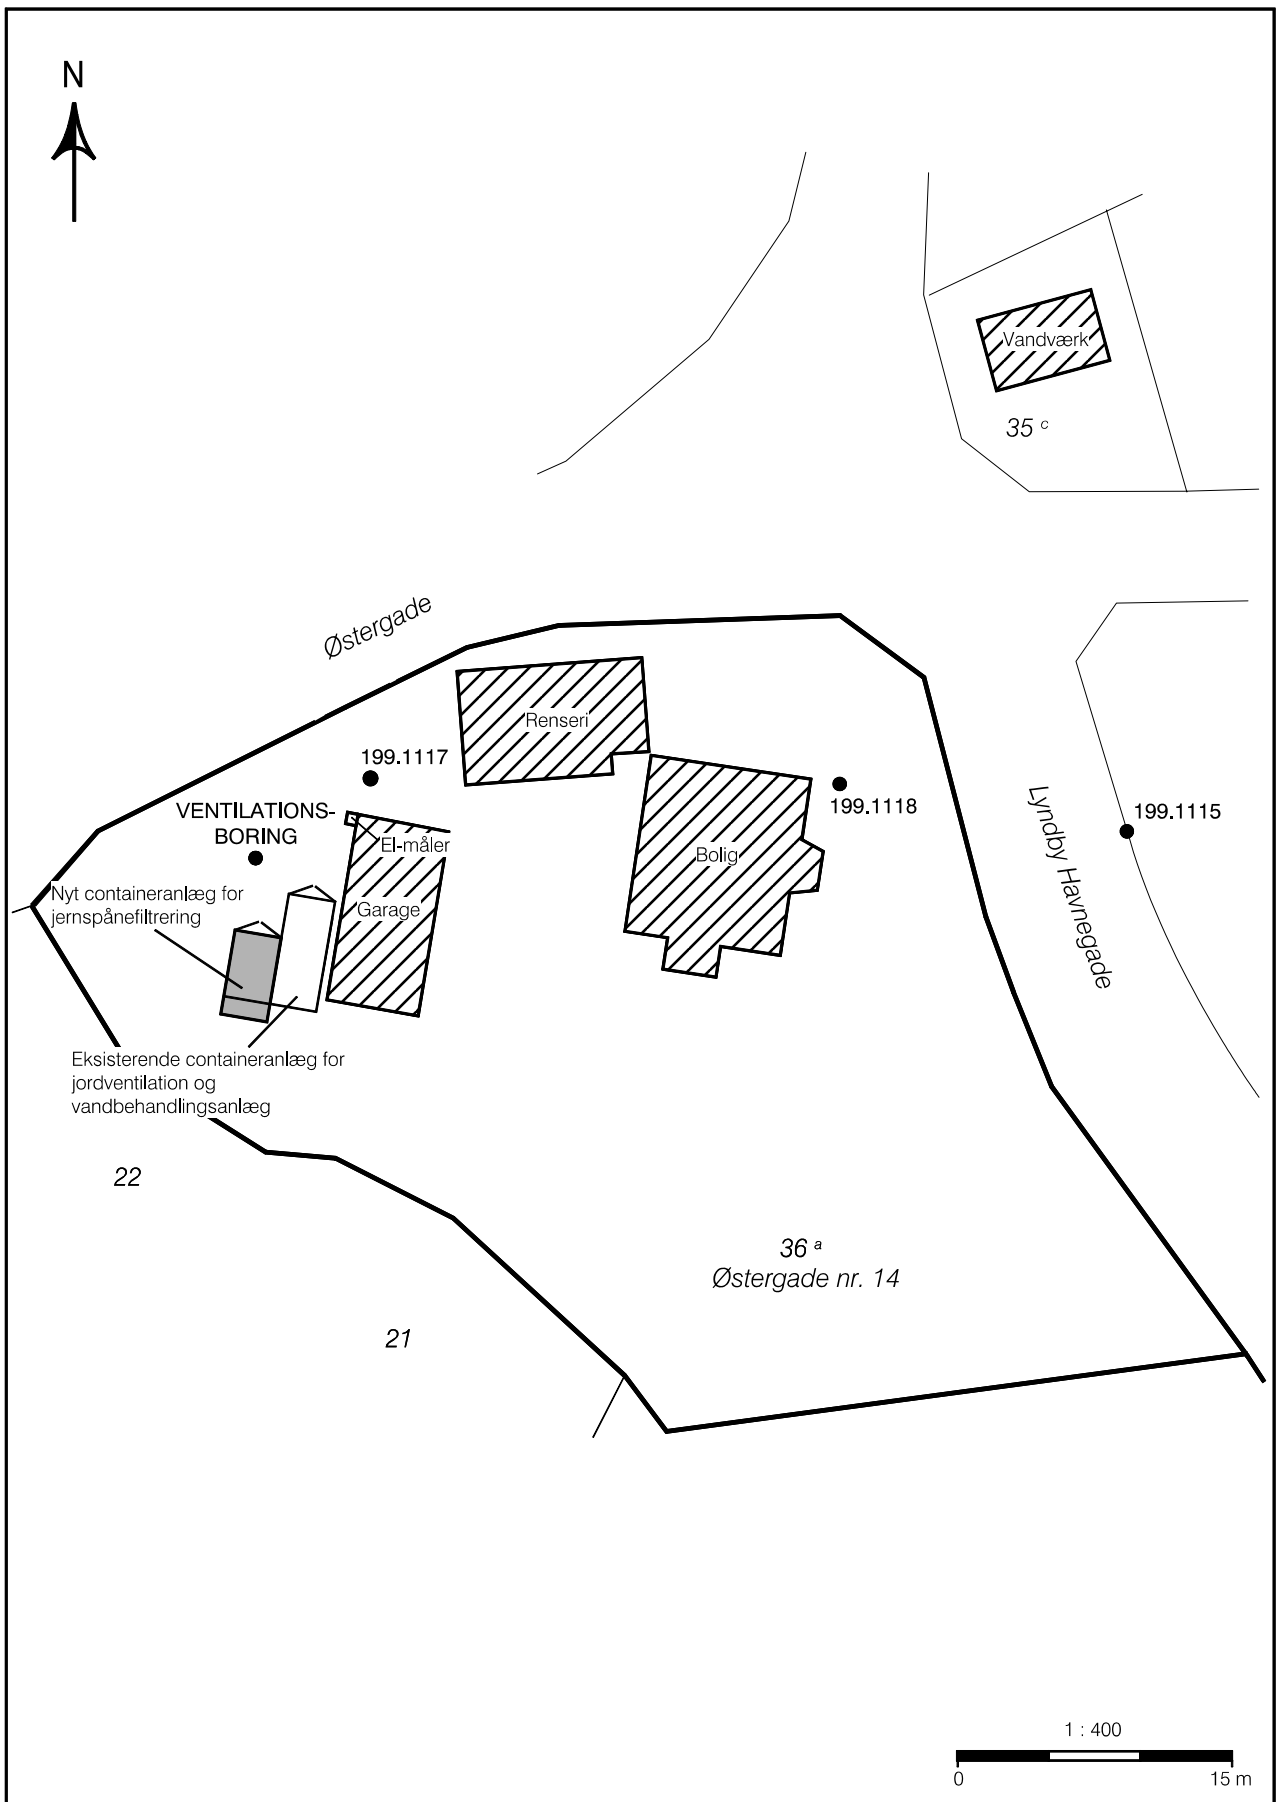 N
Vandværk
35 c
Østergade
Renseri
199.1117
199.1118
Lyndby Havnegade
199.1115
VENTILATIONS-
BORING
El-måler
Bolig
Nyt containeranlæg for
jernspånefiltrering
Garage
Eksisterende containeranlæg for
jordventilation og
vandbehandlingsanlæg
22
36 a
Østergade nr. 14
21
1 : 400
0
15 m